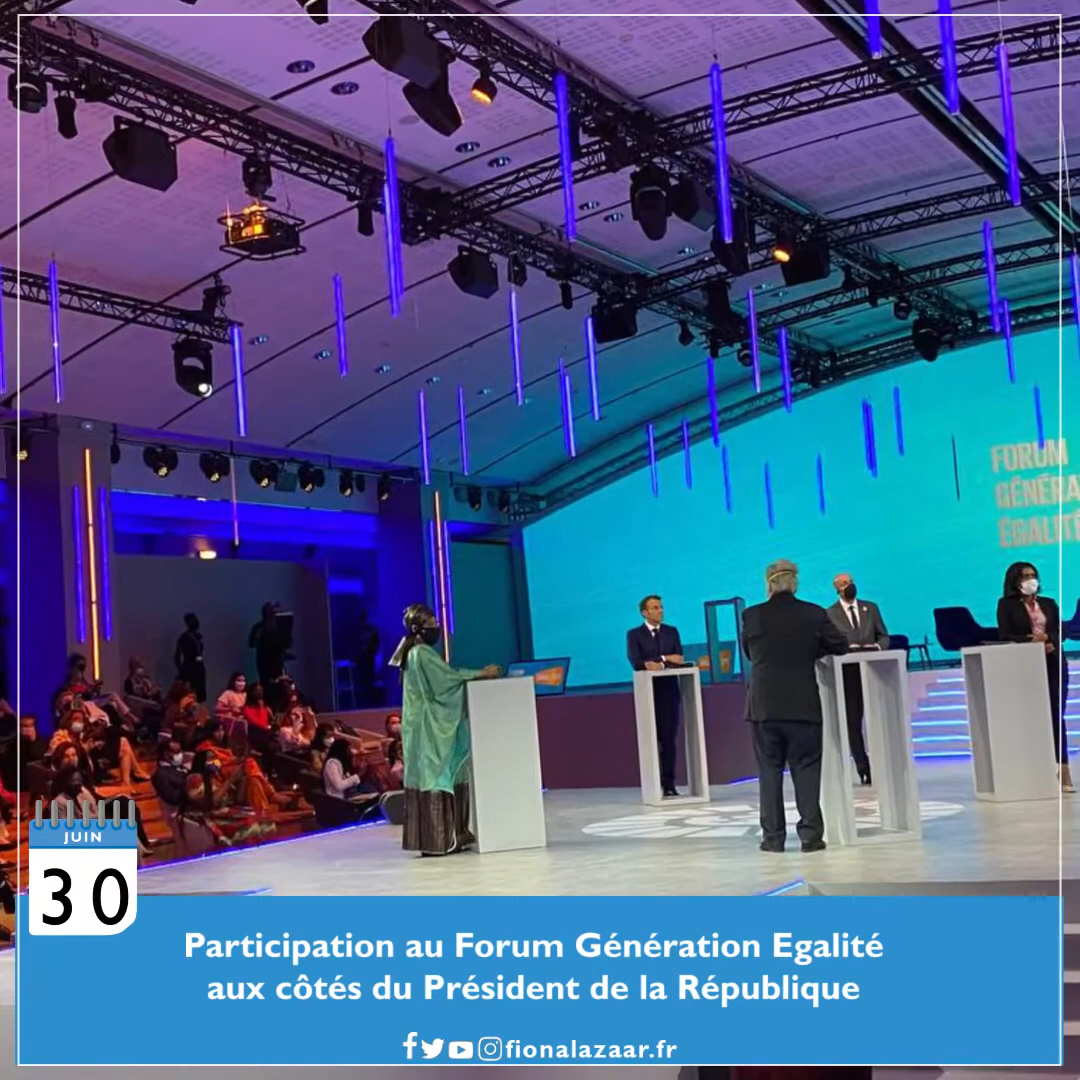 FORUM
GÉNÉRA
ÉGALITÉ
JUIN
30
Participation au Forum Génération Egalité
aux côtés du Président de la République
fionalazaar.fr